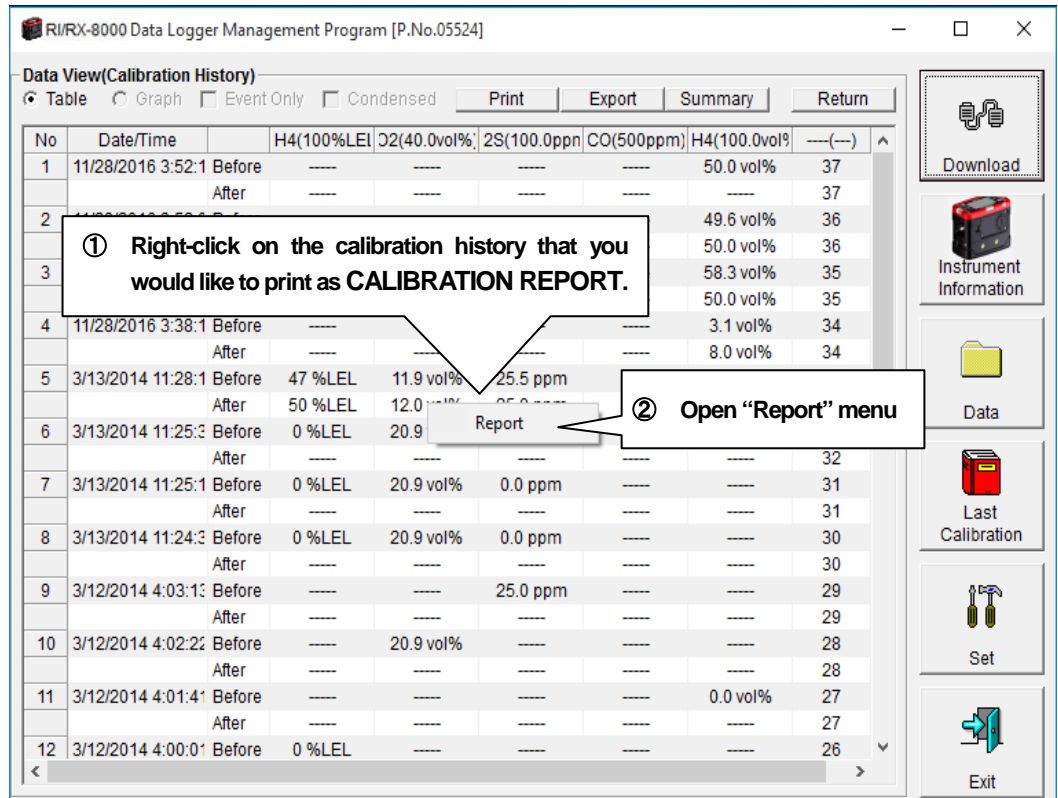 RI/RX-8000 Data Logger Management Program [P.No.05524]
Data View(Calibration History)
Table Graph Event Only Condensed Print Export Summary Return
No Date/Time H4(100%LEL 2(40.0vol%) 2S(100.0ppn CO(500ppm) H4(100.0vol% ----(---)
1 11/28/2016 3:52:1 Before ----- ----- ----- ----- 50.0 vol% 37
After ----- ----- ----- ----- ----- 37
2 49.6 vol% 36
50.0 vol% 36
3 58.3 vol% 35
50.0 vol% 35
① Right-click on the calibration history that you
would like to print as CALIBRATION REPORT.
4 11/28/2016 3:38:1 Before ----- ----- 3.1 vol% 34
After ----- ----- ----- ----- 8.0 vol% 34
5 3/13/2014 11:28:1 Before 47 %LEL 11.9 vol% 25.5 ppm
After 50 %LEL 12.0
Report
② Open “Report” menu
6 3/13/2014 11:25:3 Before 0 %LEL 20.9
After ----- ----- ----- ----- ----- 32
7 3/13/2014 11:25:1 Before 0 %LEL 20.9 vol% 0.0 ppm ----- ----- 31
After ----- ----- ----- ----- ----- 31
8 3/13/2014 11:24:3 Before 0 %LEL 20.9 vol% 0.0 ppm ----- ----- 30
After ----- ----- ----- ----- ----- 30
9 3/12/2014 4:03:13 Before ----- ----- 25.0 ppm ----- ----- 29
After ----- ----- ----- ----- ----- 29
10 3/12/2014 4:02:22 Before ----- 20.9 vol% ----- ----- ----- 28
After ----- ----- ----- ----- ----- 28
11 3/12/2014 4:01:41 Before ----- ----- ----- ----- 0.0 vol% 27
After ----- ----- ----- ----- ----- 27
12 3/12/2014 4:00:01 Before 0 %LEL ----- ----- ----- ----- 26
Download
Instrument
Information
Data
Last
Calibration
Set
Exit